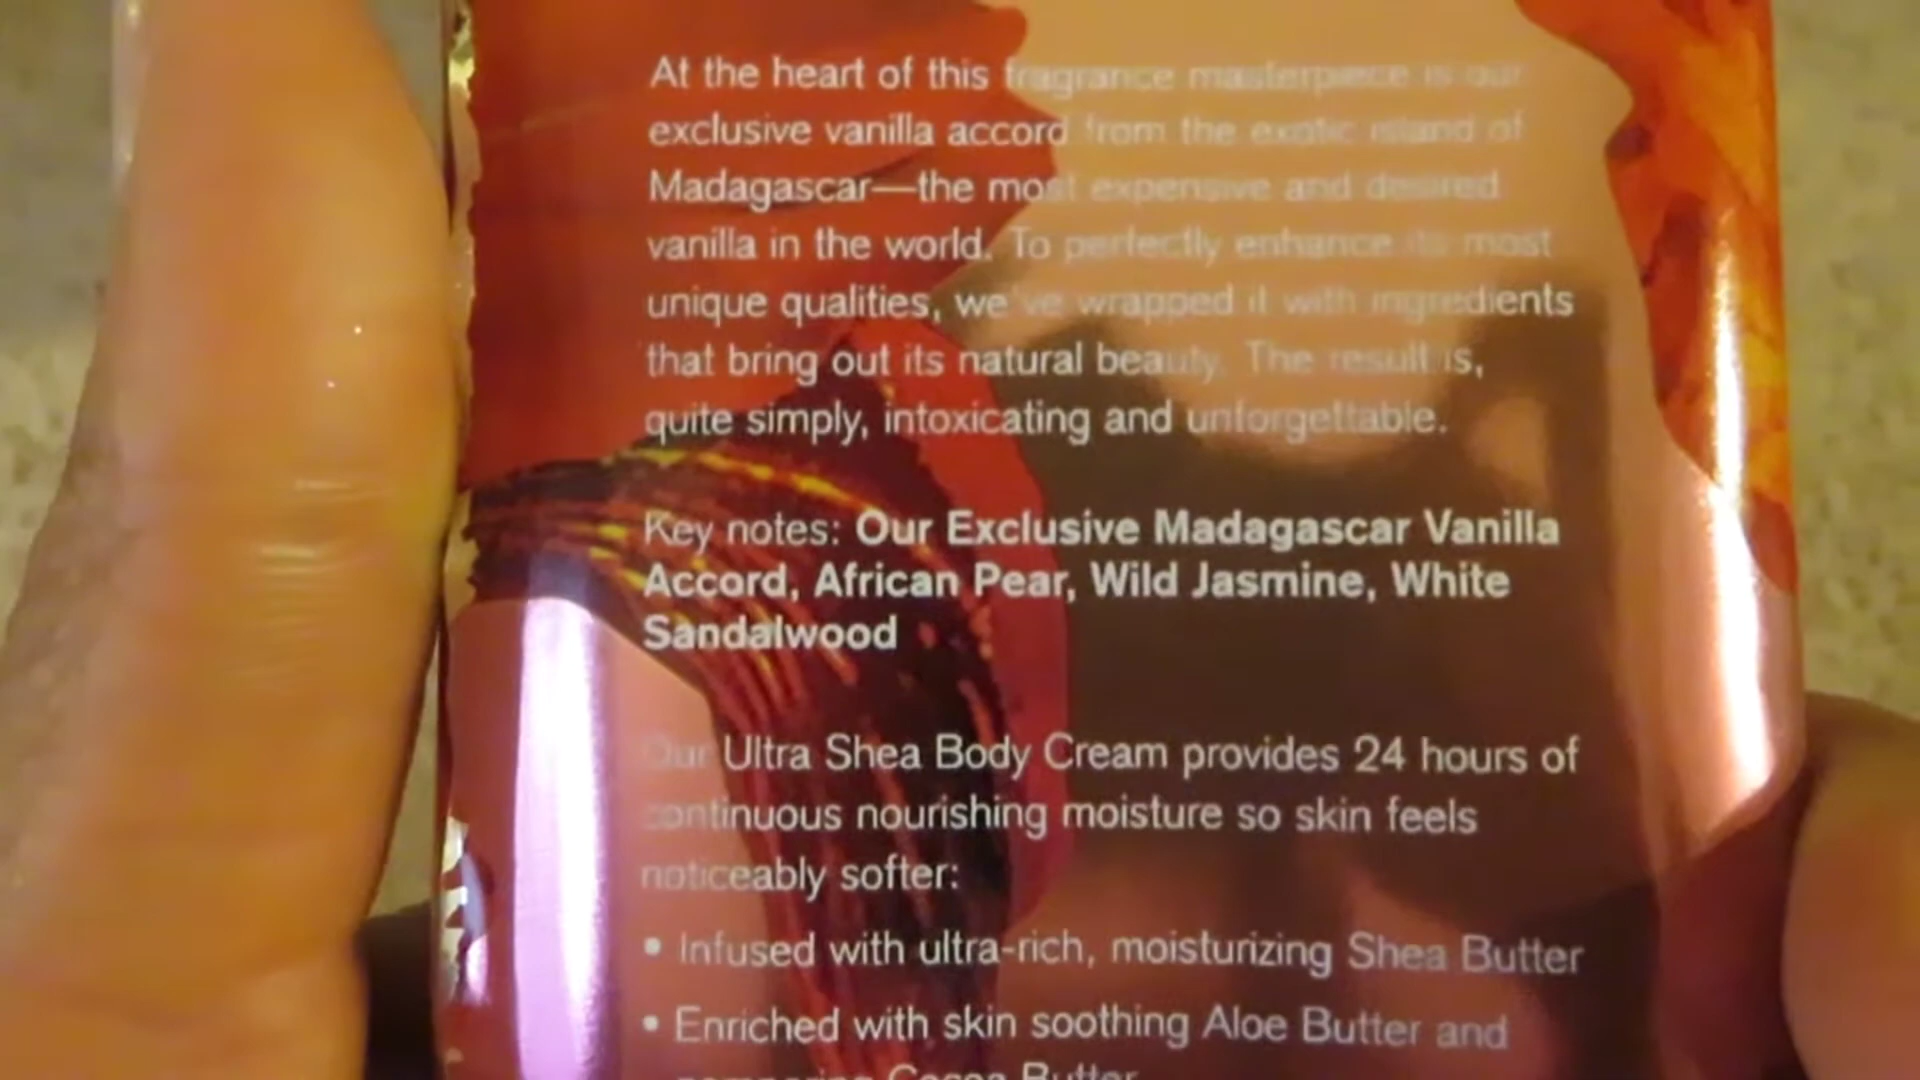 At the heart of this fragrance masterpiece is our
exclusive vanilla accord from the exotic island of
Madagascar—the most expensive and desired
vanilla in the world. To perfectly enhance its most
unique qualities, we've wrapped it with ingredients
that bring out its natural beauty. The result is,
quite simply, intoxicating and unforgettable.
Key notes: Our Exclusive Madagascar Vanilla
Accord, African Pear, Wild Jasmine, White
Sandalwood
Our Ultra Shea Body Cream provides 24 hours of
continuous nourishing moisture so skin feels
noticeably softer:
• Infused with ultra-rich, moisturizing Shea Butter
• Enriched with skin soothing Aloe Butter and
pampering Cocoa Butter